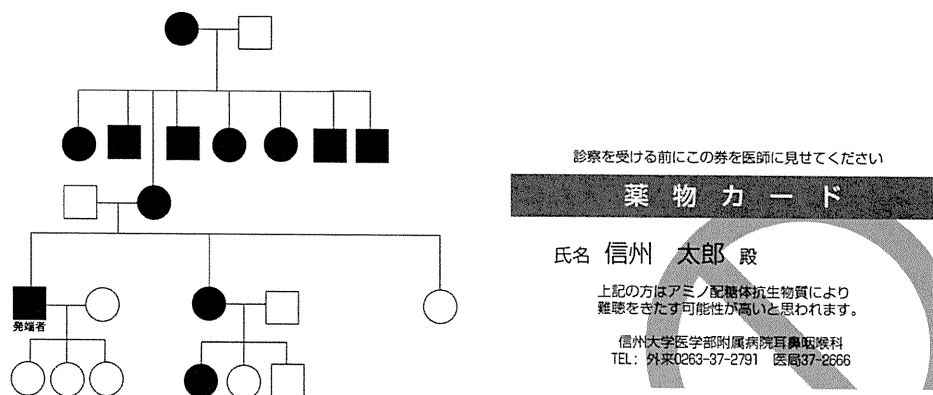 発端者
診察を受ける前にこの券を医師に見せてください
薬物カード
氏名 信州 太郎 殿
上記の方はアミノ配糖体抗生物質により
難聴をきたす可能性が高いと思われます。
信州大学医学部附属病院耳鼻咽喉科
TEL: 外来0263-37-2791 医局37-2666